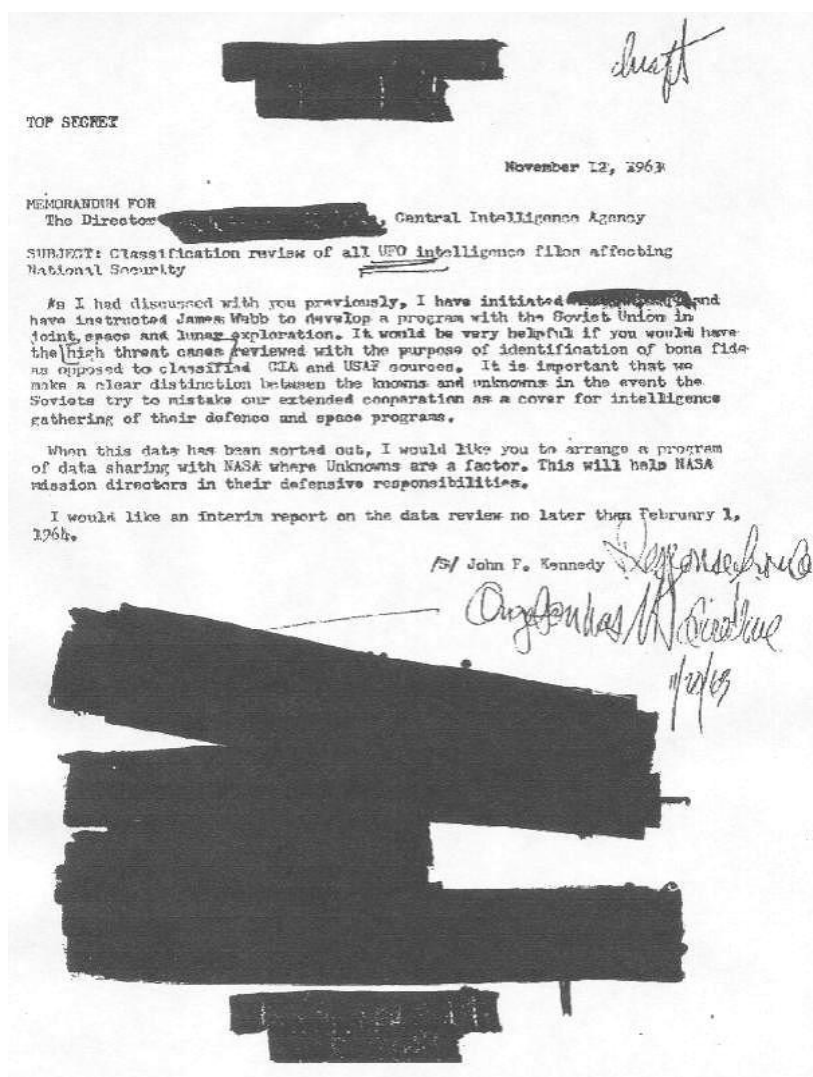 draft
TOP SECRET
November 12, 1963
MEMORANDUM FOR
The Director , Central Intelligence Agency
SUBJECT: Classification review of all UFO intelligence files affecting
National Security
As I had discussed with you previously, I have initiated and
have instructed James Webb to develop a program with the Soviet Union in
joint space and lunar exploration. It would be very helpful if you would have
the high threat cases reviewed with the purpose of identification of bona fide
as opposed to classified CIA and USAF sources. It is important that we
make a clear distinction between the knowns and unknowns in the event the
Soviets try to mistake our extended cooperation as a cover for intelligence
gathering of their defence and space programs.
When this data has been sorted out, I would like you to arrange a program
of data sharing with NASA where Unknowns are a factor. This will help NASA
mission directors in their defensive responsibilities.
I would like an interim report on the data review no later than February 1,
1964.
/S/ John F. Kennedy
11/20/63